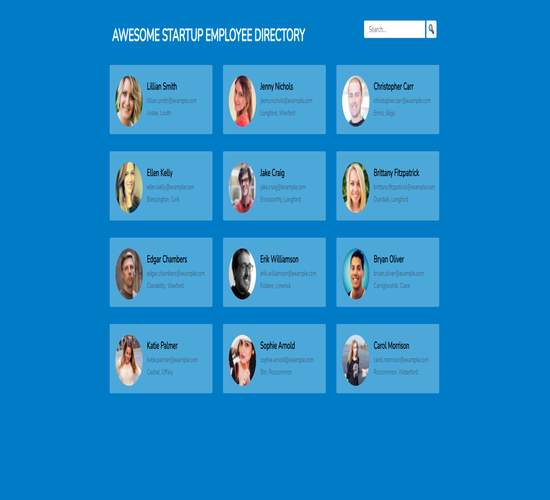 AWESOME STARTUP EMPLOYEE DIRECTORY
Search...
Lillian Smith
lillian.smith@example.com
Ardee, Louth
Jenny Nichols
jenny.nichols@example.com
Longford, Wexford
Christopher Carr
christopher.carr@example.com
Ennis, Sligo
Ellen Kelly
ellen.kelly@example.com
Blessington, Cork
Jake Craig
jake.craig@example.com
Enniscorthy, Longford
Brittany Fitzpatrick
brittany.fitzpatrick@example.com
Dundalk, Longford
Edgar Chambers
edgar.chambers@example.com
Clonakilty, Wexford
Erik Williamson
erik.williamson@example.com
Kildare, Limerick
Bryan Oliver
bryan.oliver@example.com
Carrigtwohill, Clare
Katie Palmer
katie.palmer@example.com
Cashel, Offaly
Sophie Arnold
sophie.arnold@example.com
Birr, Roscommon
Carol Morrison
carol.morrison@example.com
Roscommon, Waterford